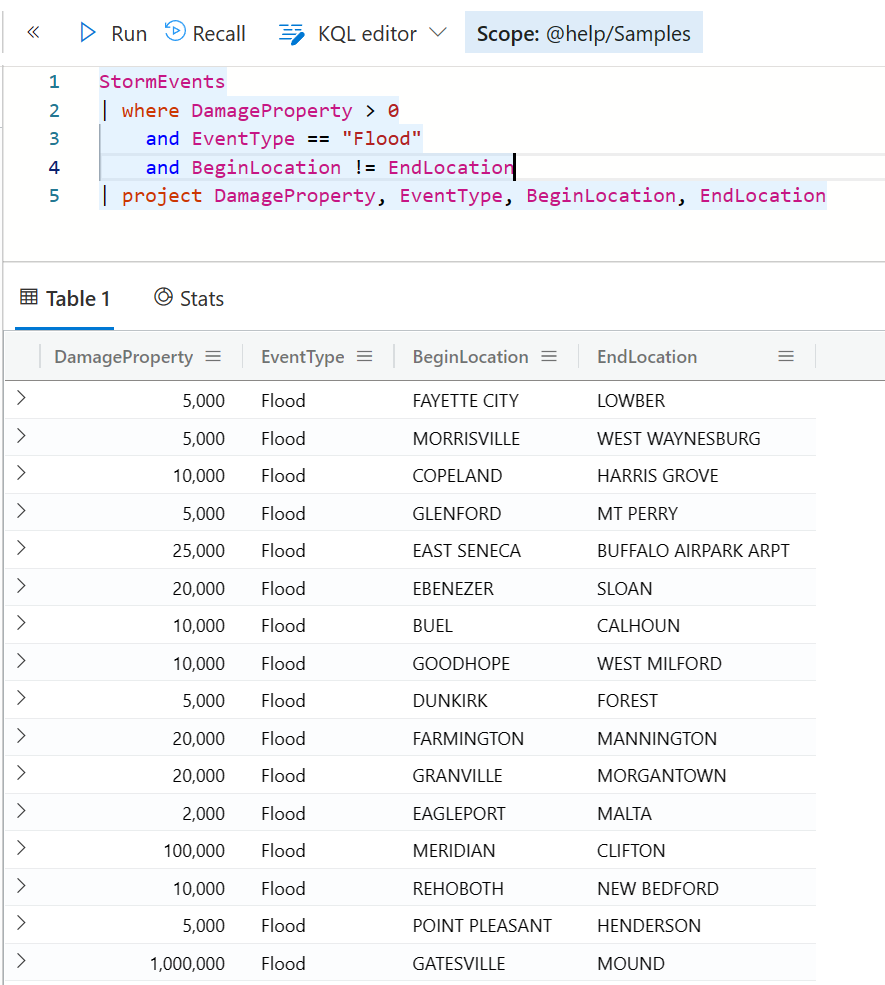 « Run Recall KQL editor Scope: @help/Samples
1 StormEvents
2 | where DamageProperty > 0
3 and EventType == "Flood"
4 and BeginLocation != EndLocation
5 | project DamageProperty, EventType, BeginLocation, EndLocation
Table 1 Stats
DamageProperty EventType BeginLocation EndLocation
5,000 Flood FAYETTE CITY LOWBER
5,000 Flood MORRISVILLE WEST WAYNESBURG
10,000 Flood COPELAND HARRIS GROVE
5,000 Flood GLENFORD MT PERRY
25,000 Flood EAST SENECA BUFFALO AIRPARK ARPT
20,000 Flood EBENEZER SLOAN
10,000 Flood BUEL CALHOUN
10,000 Flood GOODHOPE WEST MILFORD
5,000 Flood DUNKIRK FOREST
20,000 Flood FARMINGTON MANNINGTON
20,000 Flood GRANVILLE MORGANTOWN
2,000 Flood EAGLEPORT MALTA
100,000 Flood MERIDIAN CLIFTON
10,000 Flood REHOBOTH NEW BEDFORD
5,000 Flood POINT PLEASANT HENDERSON
1,000,000 Flood GATESVILLE MOUND